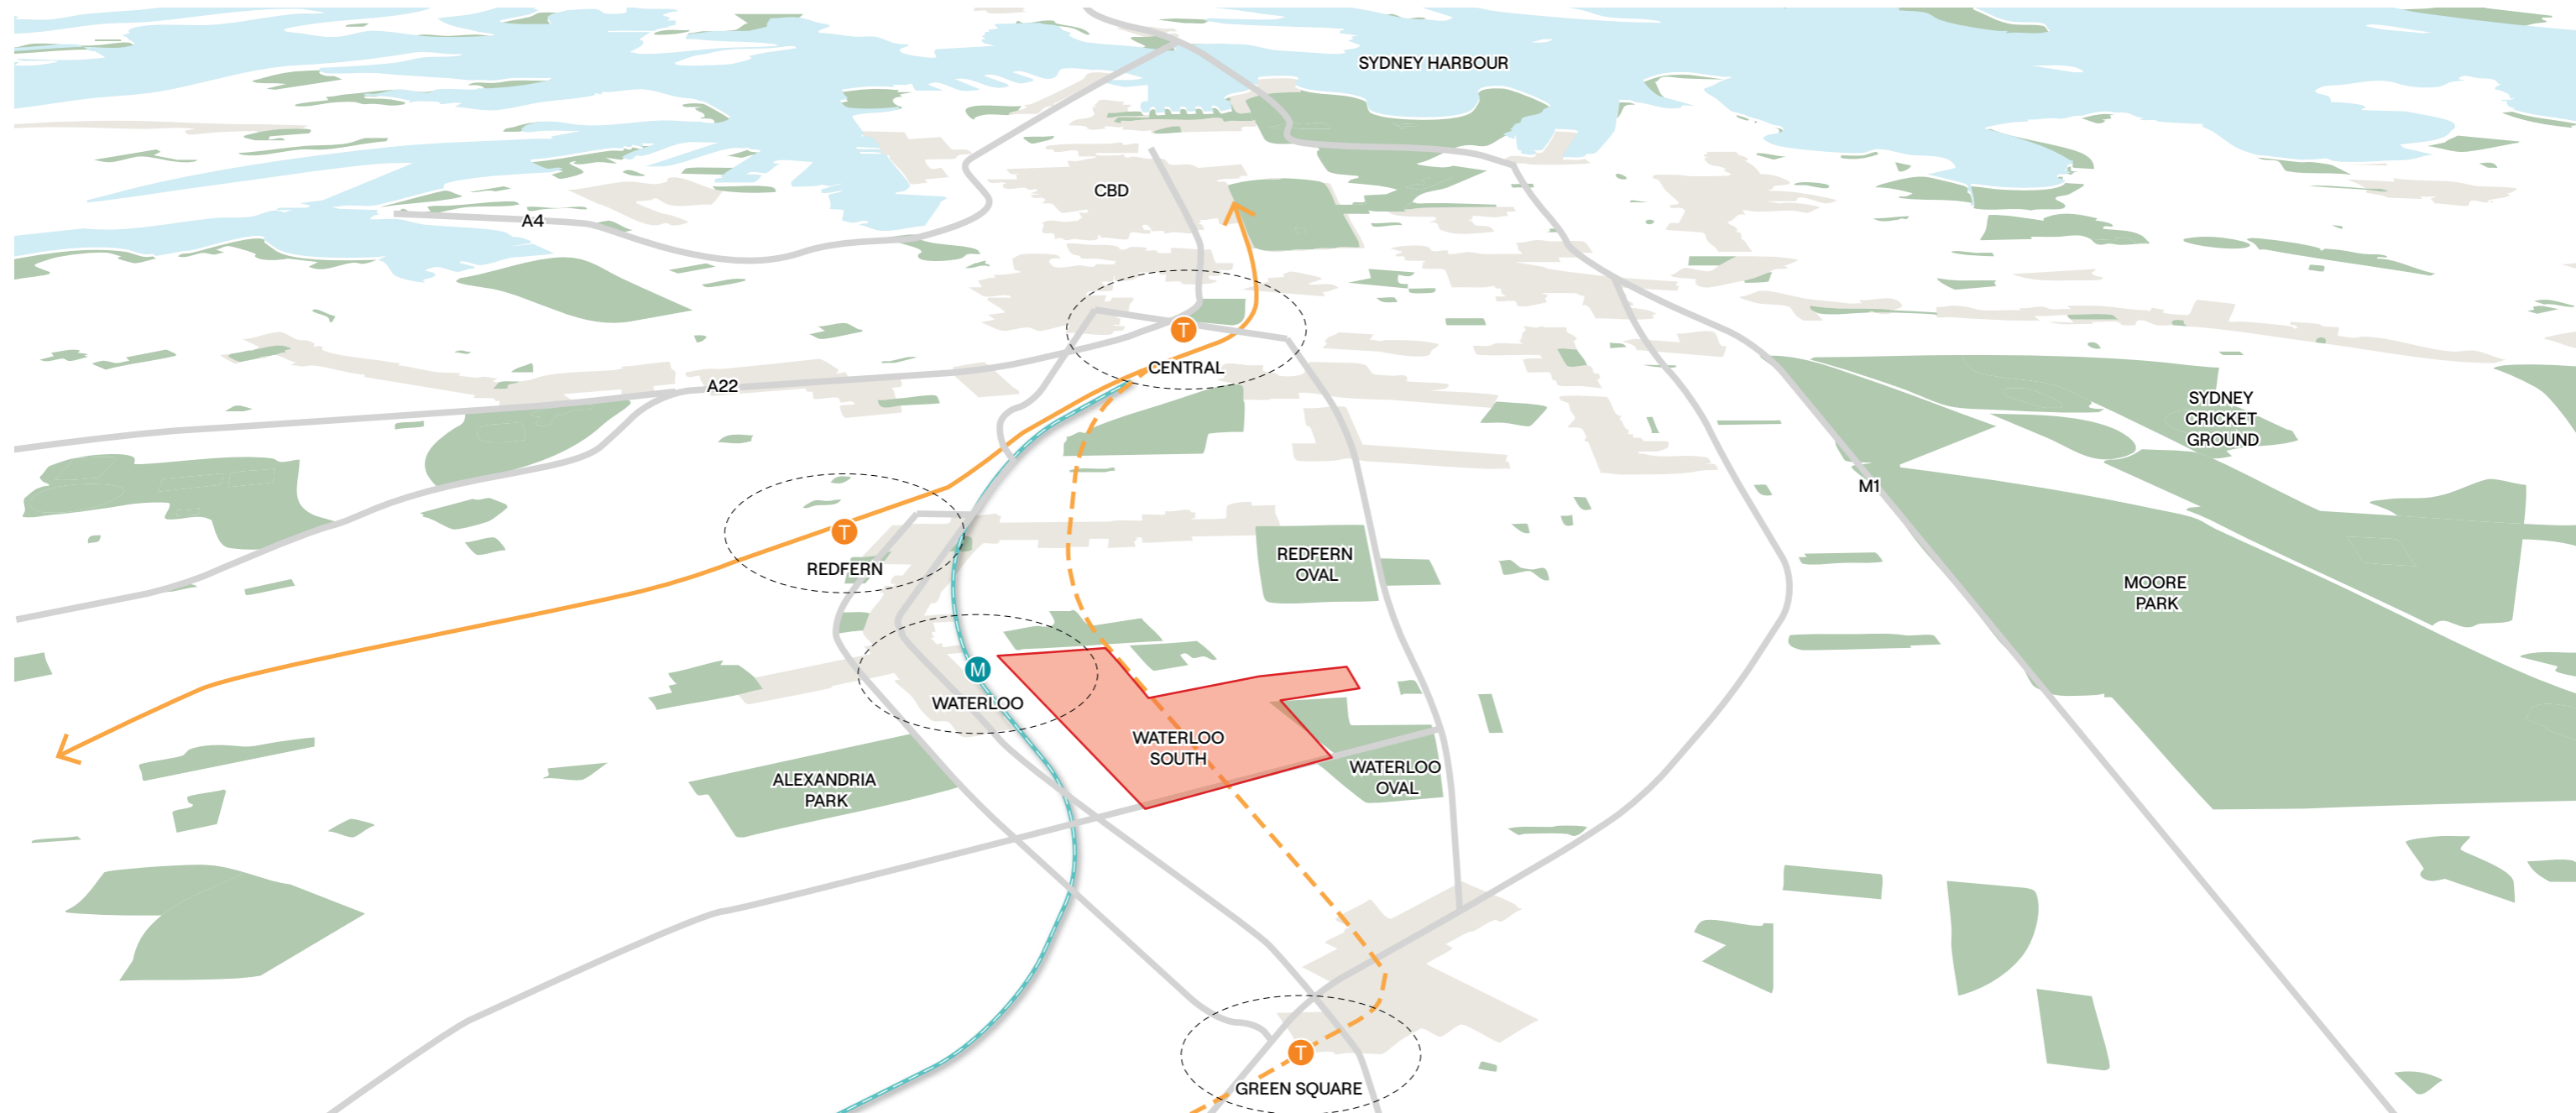 SYDNEY HARBOUR
CBD
A4
T
CENTRAL
A22
SYDNEY
CRICKET
GROUND
M1
T
REDFERN
REDFERN
OVAL
MOORE
PARK
M
WATERLOO
WATERLOO
SOUTH
WATERLOO
OVAL
ALEXANDRIA
PARK
T
GREEN SQUARE